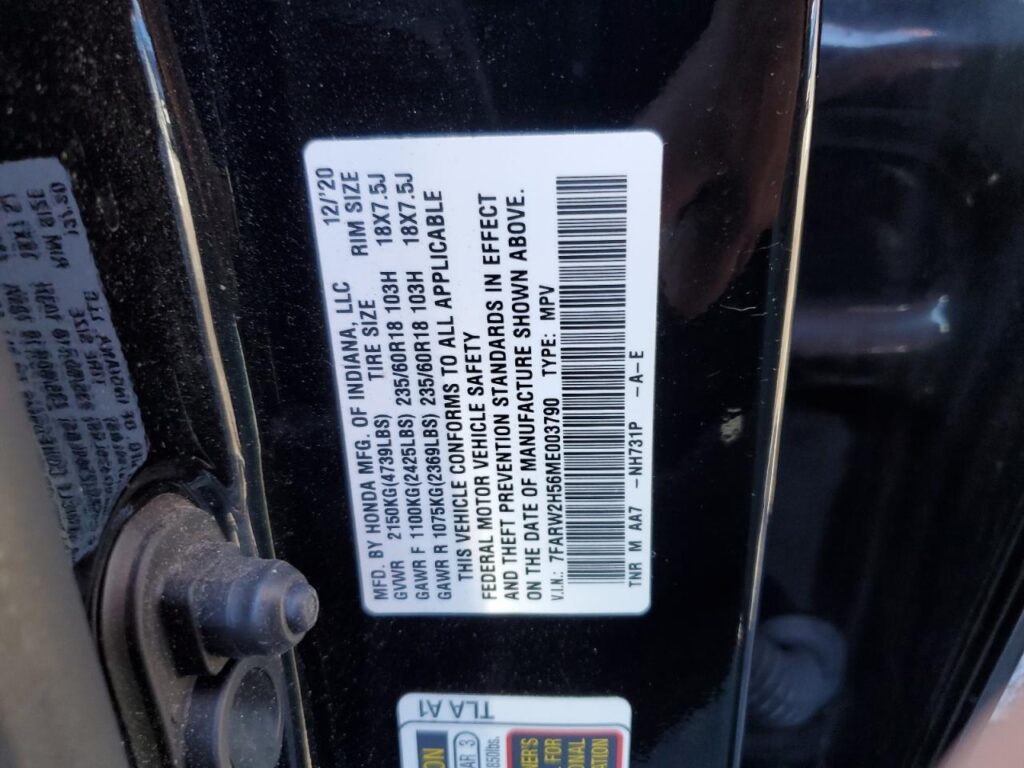 MFD. BY HONDA MFG. OF INDIANA, LLC 12/'20
TIRE SIZE RIM SIZE
GVWR 2150KG(4739LBS)
GAWR F 1100KG(2425LBS) 235/60R18 103H 18X7.5J
GAWR R 1075KG(2369LBS) 235/60R18 103H 18X7.5J
THIS VEHICLE CONFORMS TO ALL APPLICABLE
FEDERAL MOTOR VEHICLE SAFETY
AND THEFT PREVENTION STANDARDS IN EFFECT
ON THE DATE OF MANUFACTURE SHOWN ABOVE.
V.I.N.: 7FARW2H56ME003790 TYPE: MPV
TNR M AA7 -NH731P -A-E
TLA A1
850lbs.